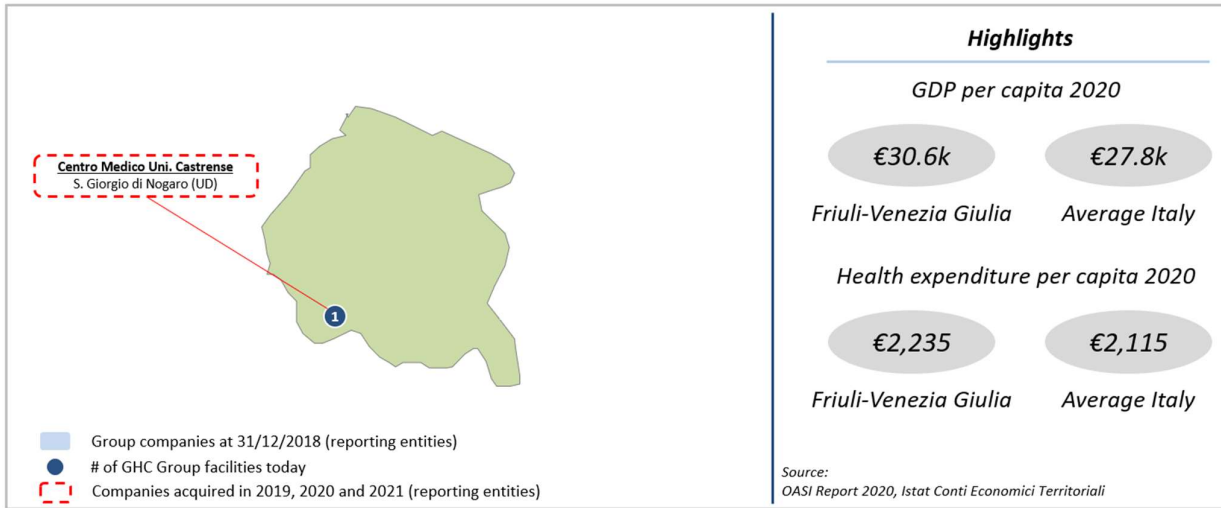 Centro Medico Uni. Castrense
S. Giorgio di Nogaro (UD)
1
Group companies at 31/12/2018 (reporting entities)
# of GHC Group facilities today
Companies acquired in 2019, 2020 and 2021 (reporting entities)
Highlights
GDP per capita 2020
€30.6k €27.8k
Friuli-Venezia Giulia Average Italy
Health expenditure per capita 2020
€2,235 €2,115
Friuli-Venezia Giulia Average Italy
Source:
OASI Report 2020, Istat Conti Economici Territoriali